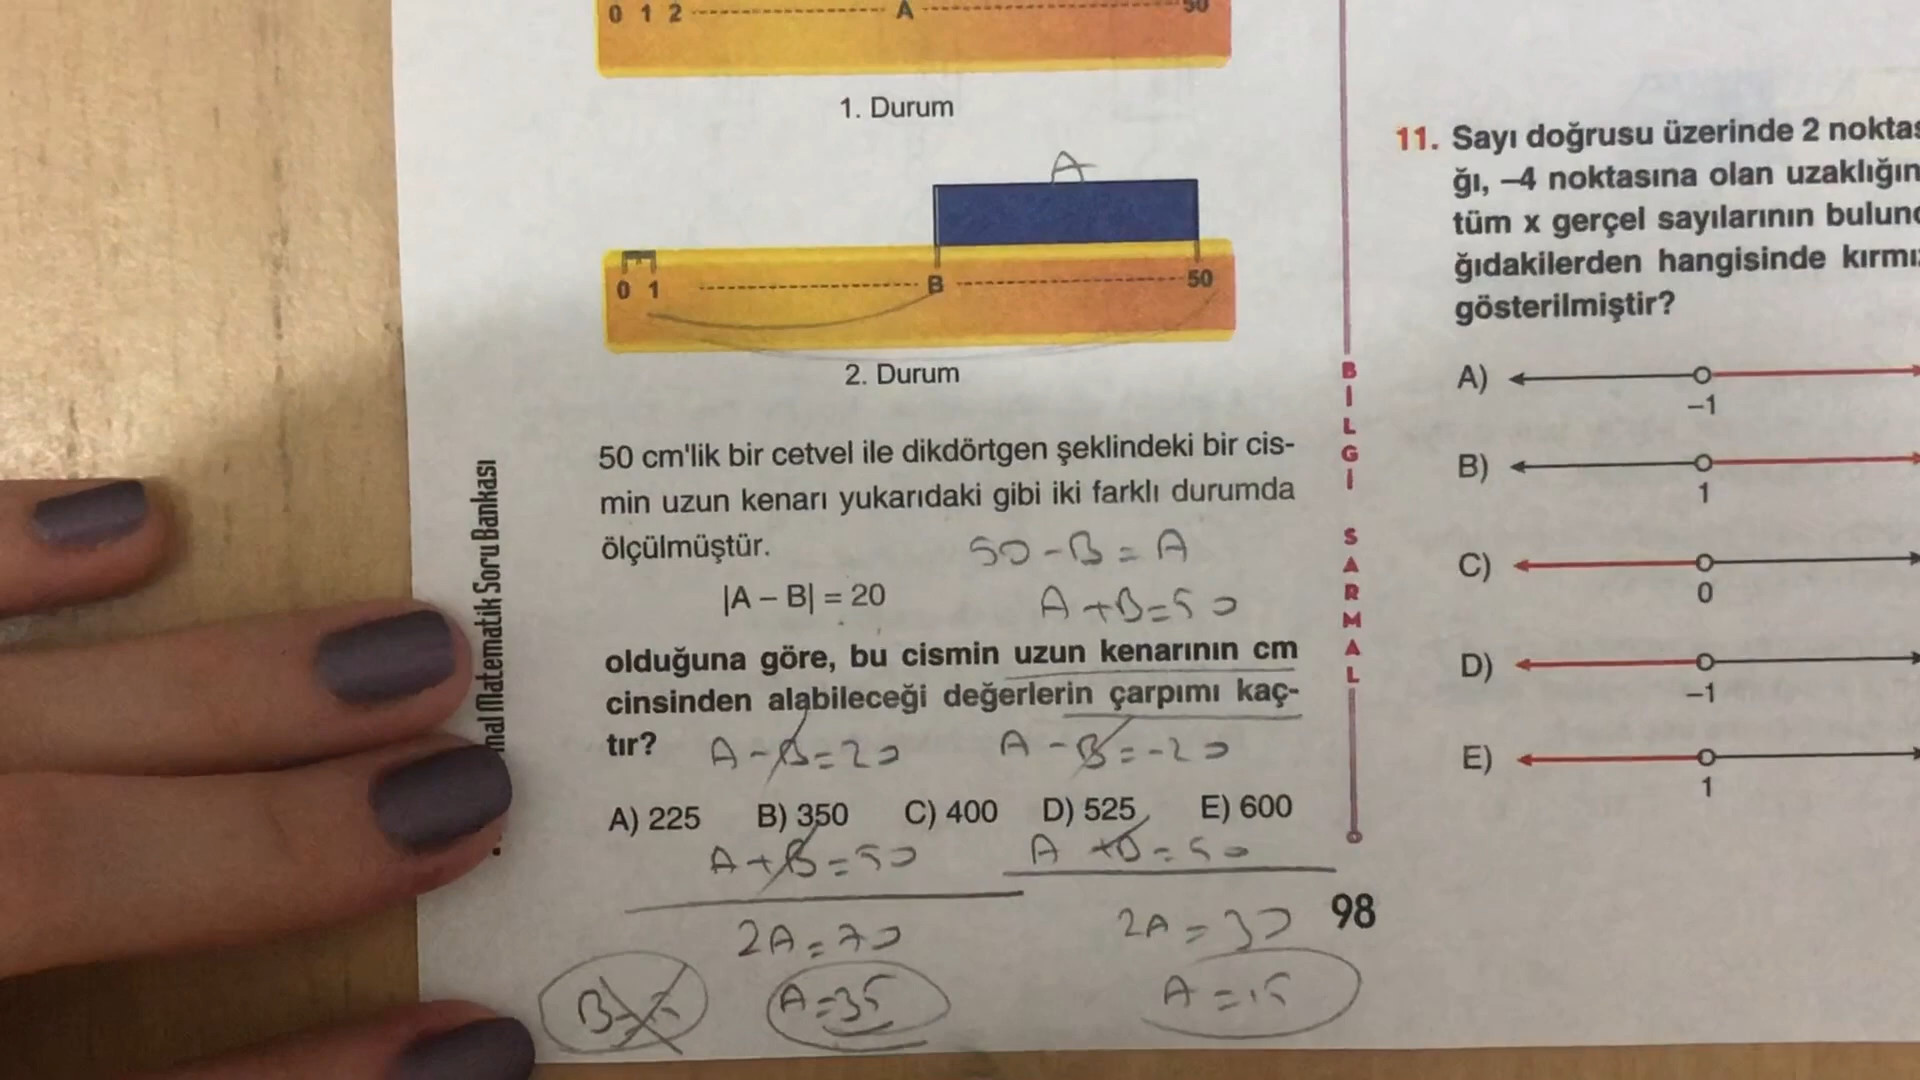 0 1 2 A 50
1. Durum
A
0 1 B 50
2. Durum
50 cm'lik bir cetvel ile dikdörtgen şeklindeki bir cis-
min uzun kenarı yukarıdaki gibi iki farklı durumda
ölçülmüştür.
50 - B = A
|A – B| = 20
A + B = 50
olduğuna göre, bu cismin uzun kenarının cm
cinsinden alabileceği değerlerin çarpımı kaç-
tır?
A - B = 20
A - B = -20
A) 225 B) 350 C) 400 D) 525 E) 600
A + B = 50
A + B = 50
2A = 70
2A = 30
A = 35
A = 15
98
Matematik Soru Bankası
BİLGİ SARMAL
11. Sayı doğrusu üzerinde 2 noktas
ğı, –4 noktasına olan uzaklığın
tüm x gerçel sayılarının bulun
ğıdakilerden hangisinde kırmı
gösterilmiştir?
A) –1
B) 1
C) 0
D) –1
E) 1